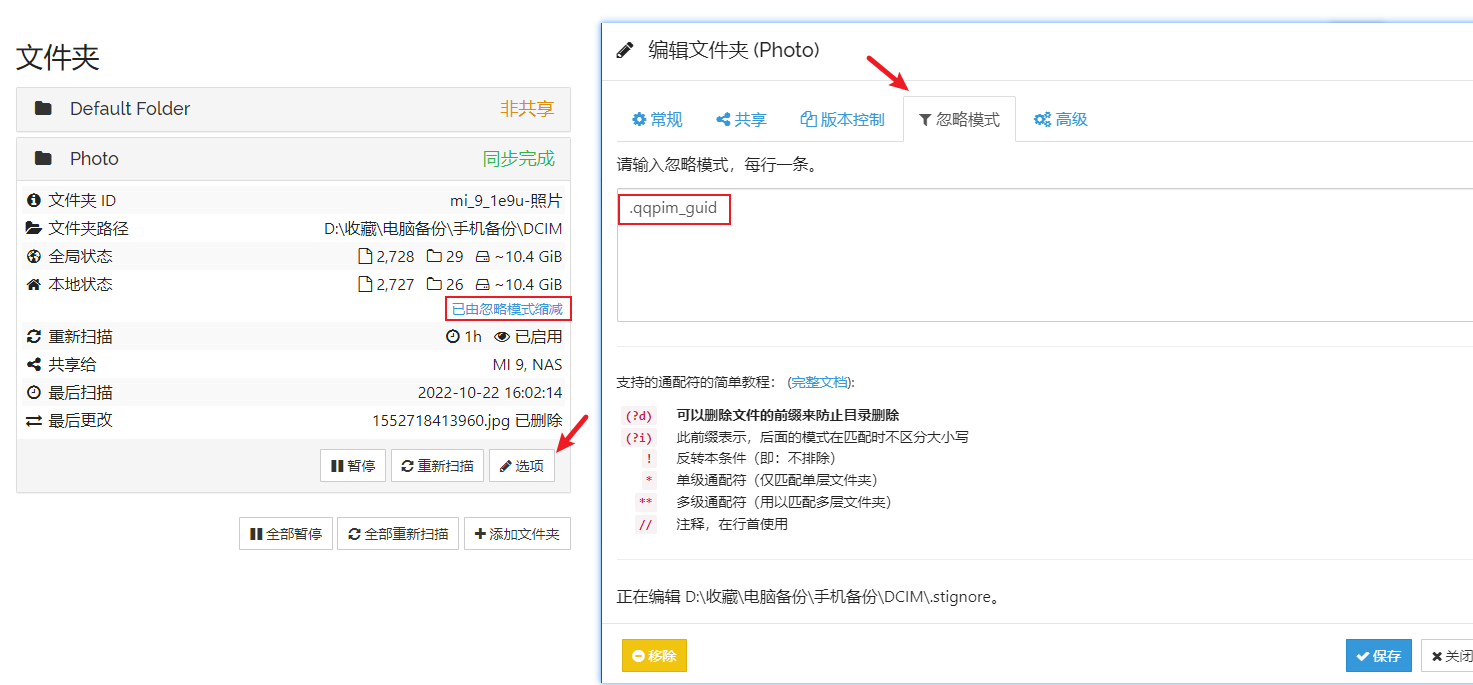 文件夹
Default Folder 非共享
Photo 同步完成
文件夹 ID mi_9_1e9u-照片
文件夹路径 D:\收藏\电脑备份\手机备份\DCIM
全局状态 2,728 29 ~10.4 GiB
本地状态 2,727 26 ~10.4 GiB
已由忽略模式缩减
重新扫描 1h 已启用
共享给 MI 9, NAS
最后扫描 2022-10-22 16:02:14
最后更改 1552718413960.jpg 已删除
暂停 重新扫描 选项
全部暂停 全部重新扫描 添加文件夹
编辑文件夹 (Photo)
常规 共享 版本控制 忽略模式 高级
请输入忽略模式，每行一条。
.qqpim_guid
支持的通配符的简单教程： (完整文档):
(?d) 可以删除文件的前缀来防止目录删除
(?i) 此前缀表示，后面的模式在匹配时不区分大小写
! 反转本条件（即：不排除）
* 单级通配符（仅匹配单层文件夹）
** 多级通配符（用以匹配多层文件夹）
// 注释，在行首使用
正在编辑 D:\收藏\电脑备份\手机备份\DCIM\.stignore。
移除 保存 关闭